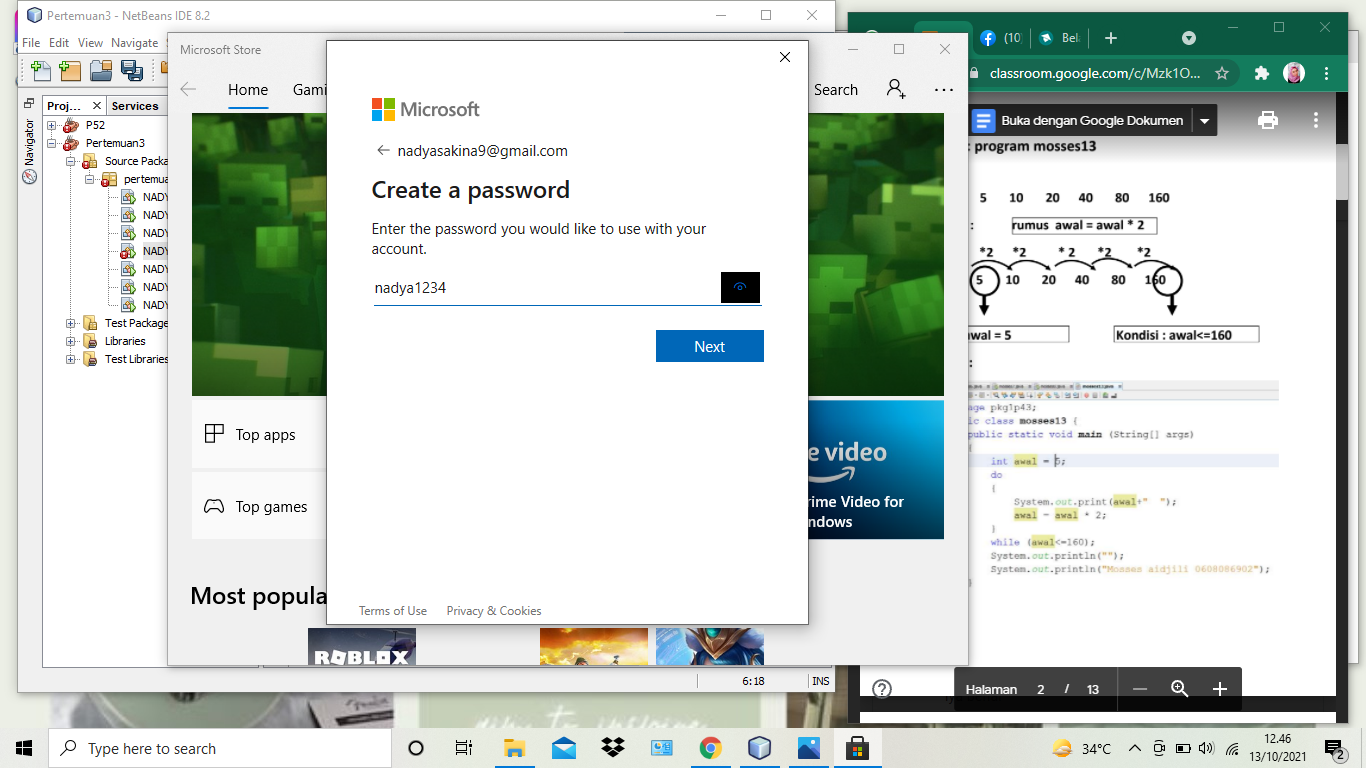 Pertemuan3 - NetBeans IDE 8.2
File Edit View Navigate
Proj... Services
Navigator
P52
Pertemuan3
Source Packa
pertemua
NADY
NADY
NADY
NADY
NADY
NADY
NADY
Test Package
Libraries
Test Libraries
6:18 INS
Microsoft Store
Home Gami
Search
Top apps
Top games
Most popula
ROBLOX
e video
rime Video for
ndows
Microsoft
nadyasakina9@gmail.com
Create a password
Enter the password you would like to use with your
account.
nadya1234
Next
Terms of Use Privacy & Cookies
(10
Bel
classroom.google.com/c/Mzk1O...
Buka dengan Google Dokumen
: program mosses13
5 10 20 40 80 160
: rumus awal = awal * 2
*2 *2 * 2 *2 *2
5 10 20 40 80 160
wal = 5
Kondisi : awal<=160
:
age pkg1p43;
ic class mosses13 {
public static void main (String[] args)
{
int awal = 5;
do
{
System.out.print(awal+" ");
awal = awal * 2;
}
while (awal<=160);
System.out.println("");
System.out.println("Mosses aidjili 0608086902");
}
Halaman 2 / 13
Type here to search
34°C
12.46
13/10/2021
2